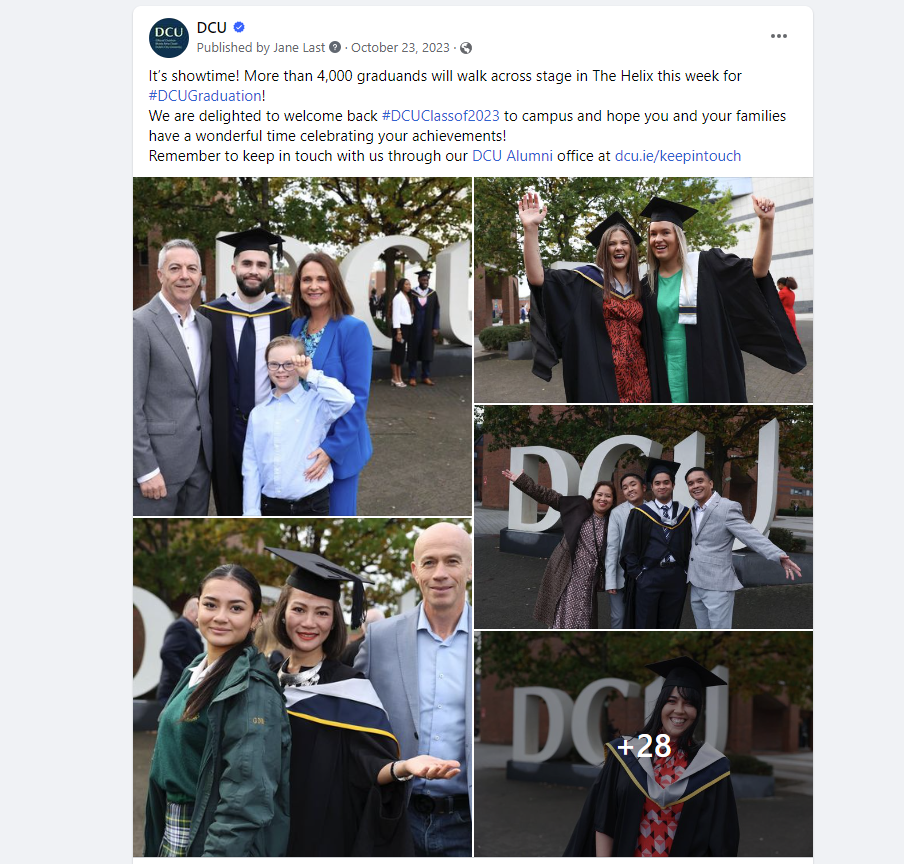 DCU
DCU
Published by Jane Last · October 23, 2023 ·
It's showtime! More than 4,000 graduands will walk across stage in The Helix this week for
#DCUGraduation!
We are delighted to welcome back #DCUClassof2023 to campus and hope you and your families
have a wonderful time celebrating your achievements!
Remember to keep in touch with us through our DCU Alumni office at dcu.ie/keepintouch
DCU
DCU
DCU
+28